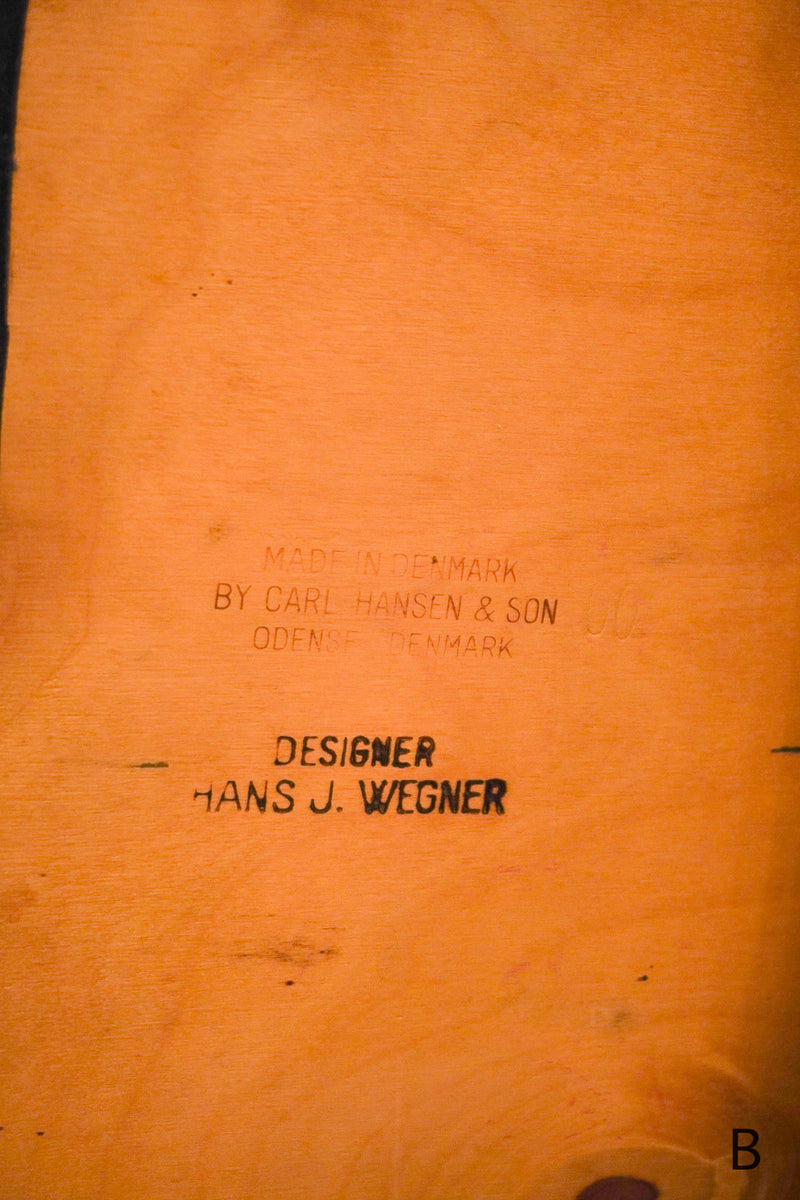 MADE IN DENMARK
BY CARL HANSEN & SON
ODENSE DENMARK
DESIGNER
HANS J. WEGNER
B